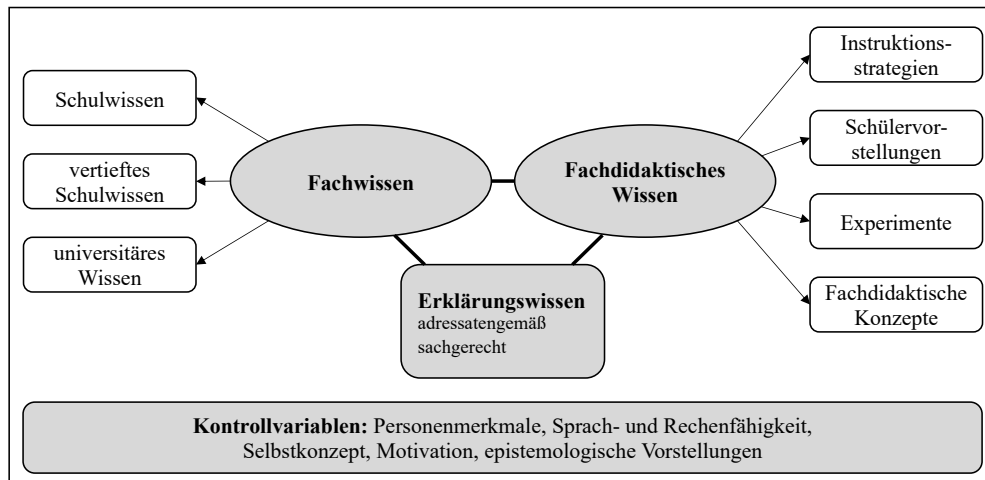 Schulwissen
vertieftes
Schulwissen
universitäres
Wissen
Fachwissen
Fachdidaktisches
Wissen
Instruktions-
strategien
Schülervor-
stellungen
Experimente
Fachdidaktische
Konzepte
Erklärungswissen
adressatengemäß
sachgerecht
Kontrollvariablen: Personenmerkmale, Sprach- und Rechenfähigkeit,
Selbstkonzept, Motivation, epistemologische Vorstellungen